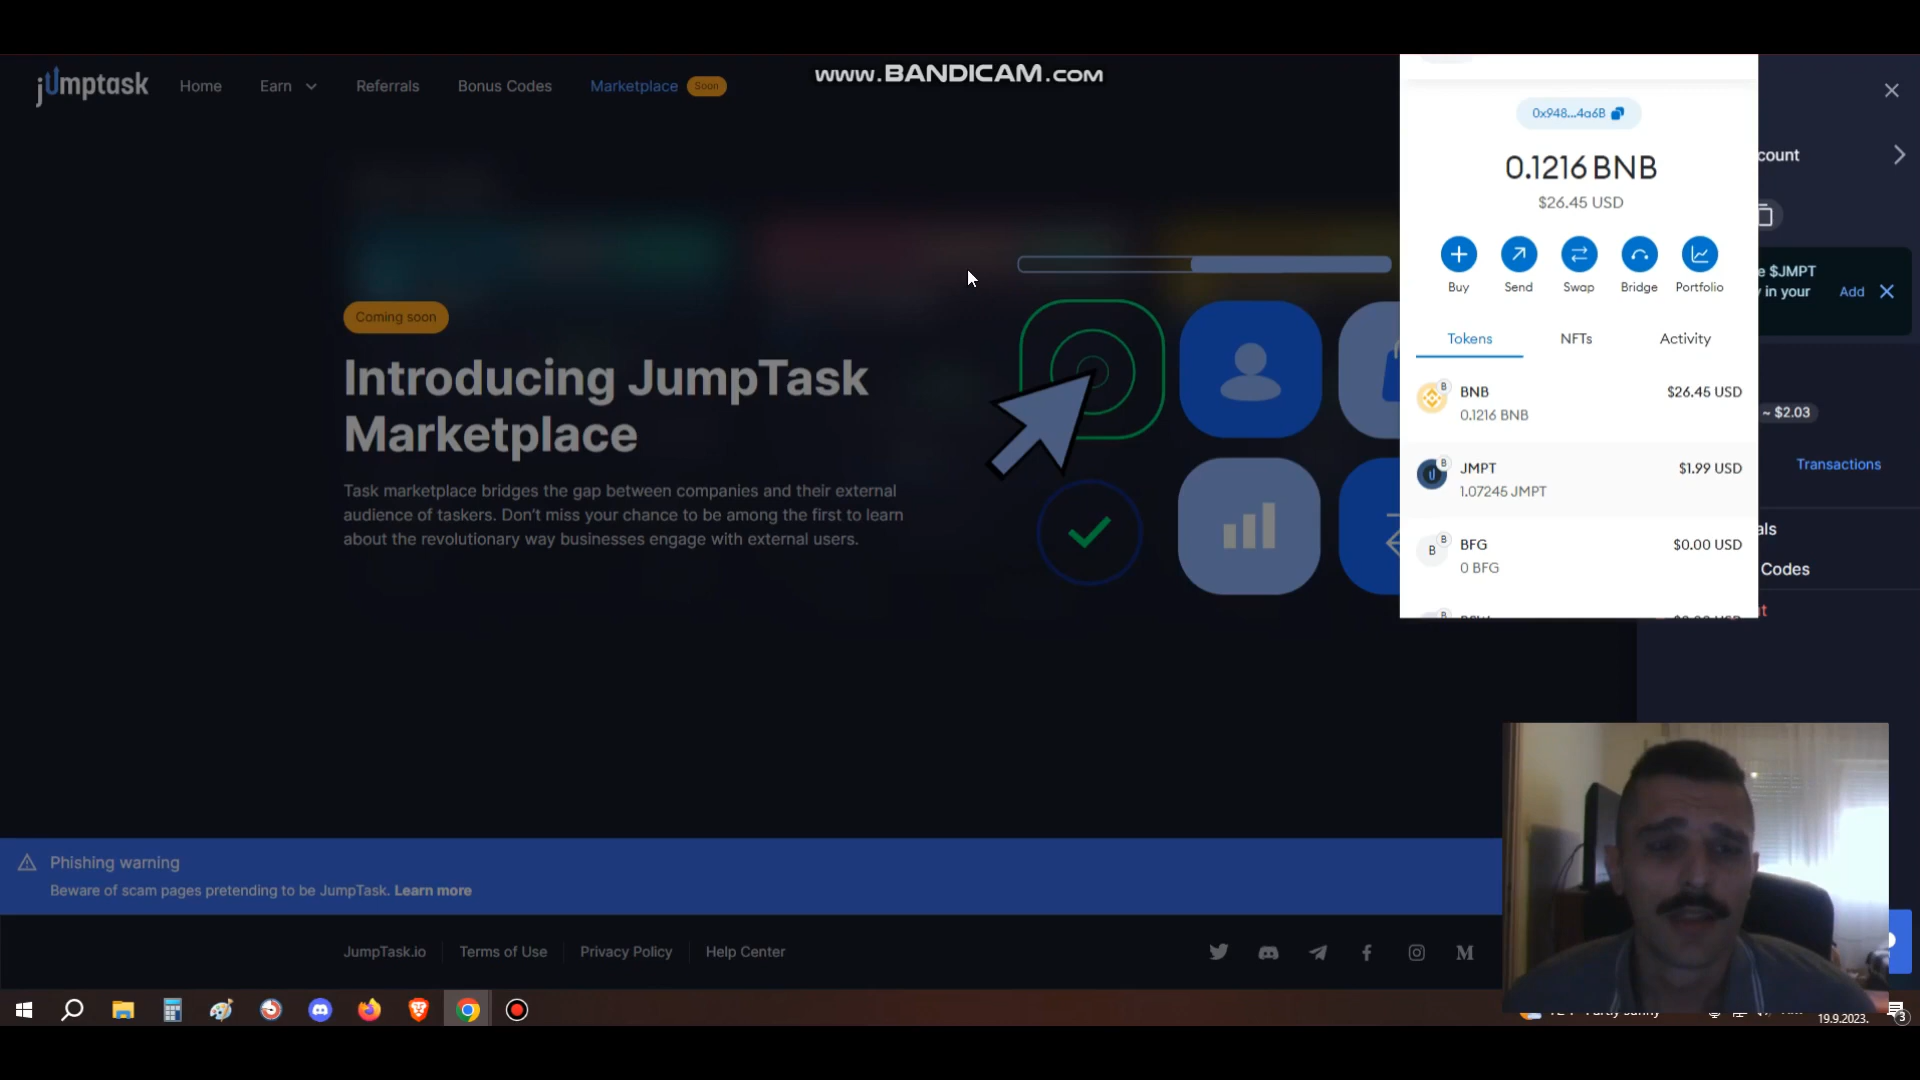 www.BANDICAM.com
jUmptask
Home
Earn
Referrals
Bonus Codes
Marketplace
Soon
Coming soon
Introducing JumpTask
Marketplace
Task marketplace bridges the gap between companies and their external
audience of taskers. Don't miss your chance to be among the first to learn
about the revolutionary way businesses engage with external users.
0x948...4a6B
0.1216 BNB
$26.45 USD
Buy
Send
Swap
Bridge
Portfolio
Tokens
NFTs
Activity
B
BNB
$26.45 USD
0.1216 BNB
B
JMPT
$1.99 USD
1.07245 JMPT
B
B
BFG
$0.00 USD
0 BFG
count
e $JMPT
y in your
Add
~ $2.03
Transactions
als
Codes
t
Phishing warning
Beware of scam pages pretending to be JumpTask. Learn more
JumpTask.io
Terms of Use
Privacy Policy
Help Center
19.9.2023.
3